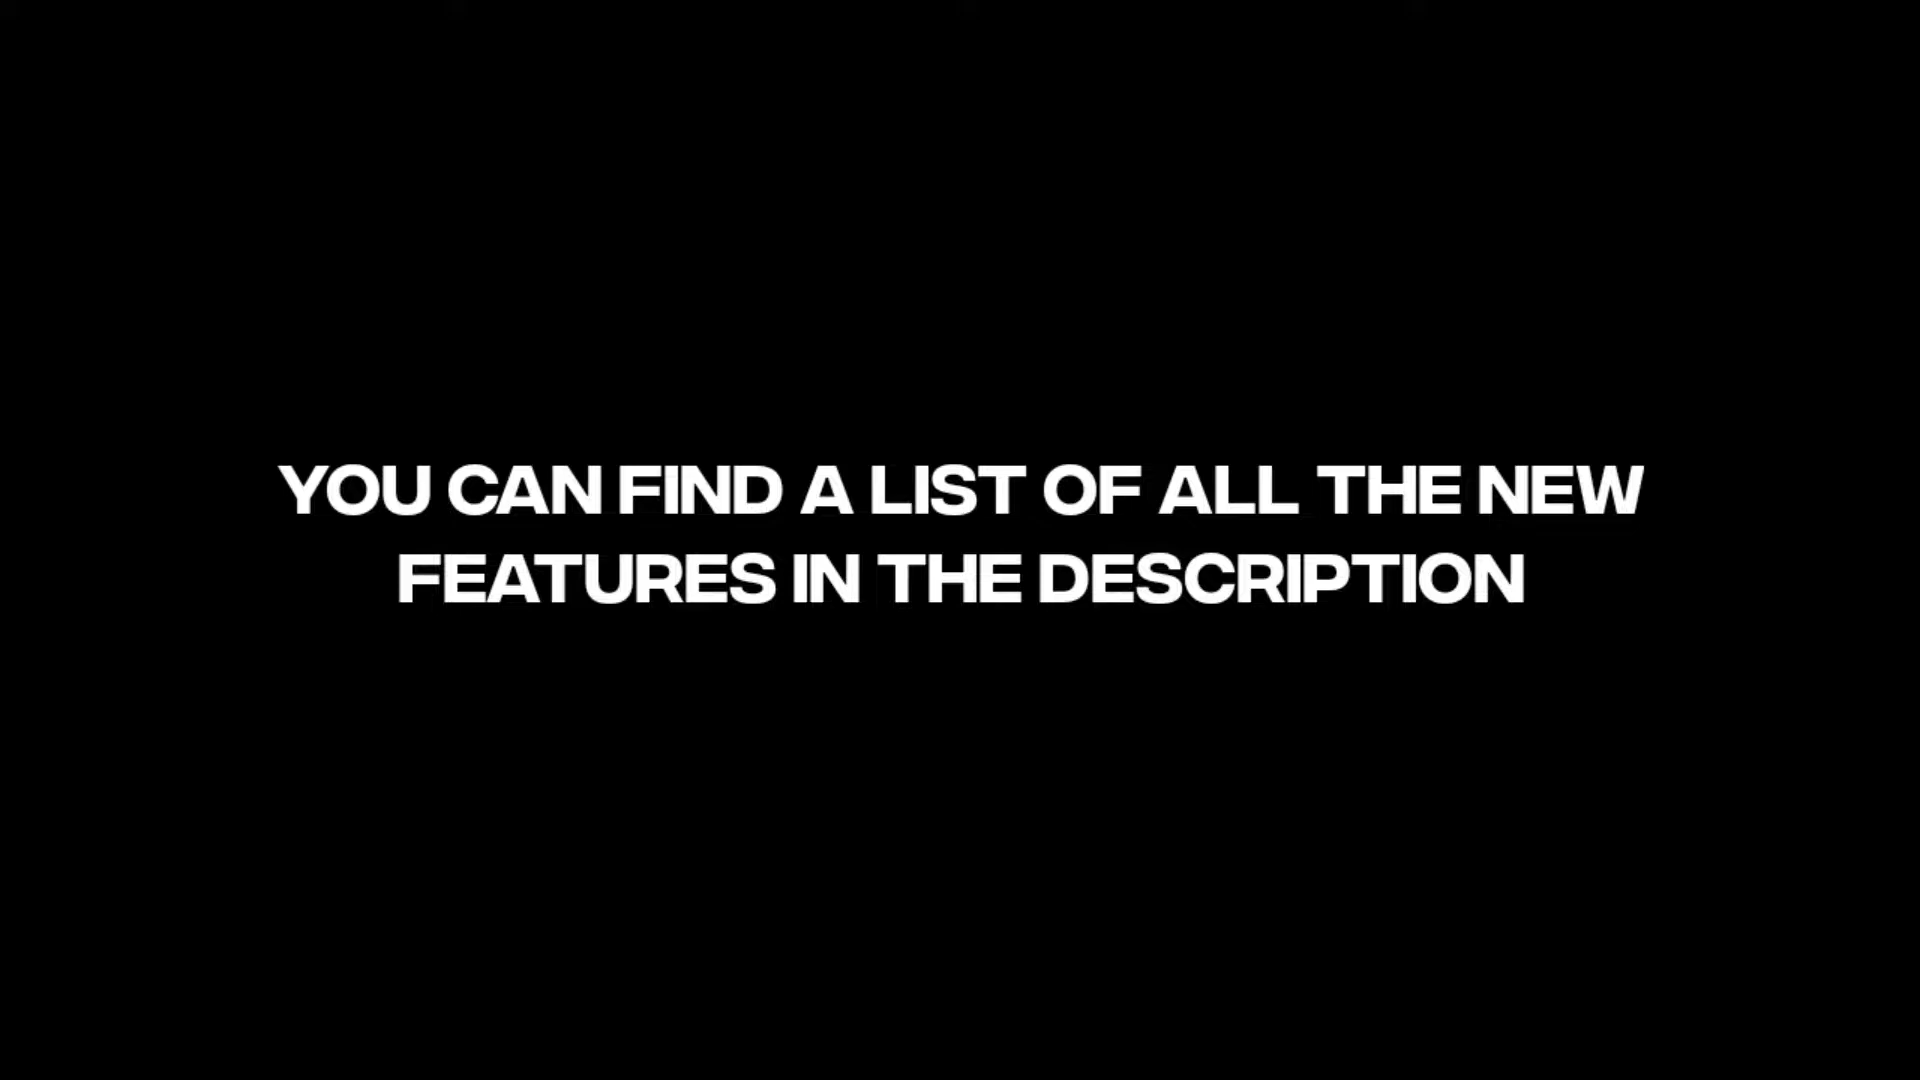 YOU CAN FIND A LIST OF ALL THE NEW
FEATURES IN THE DESCRIPTION